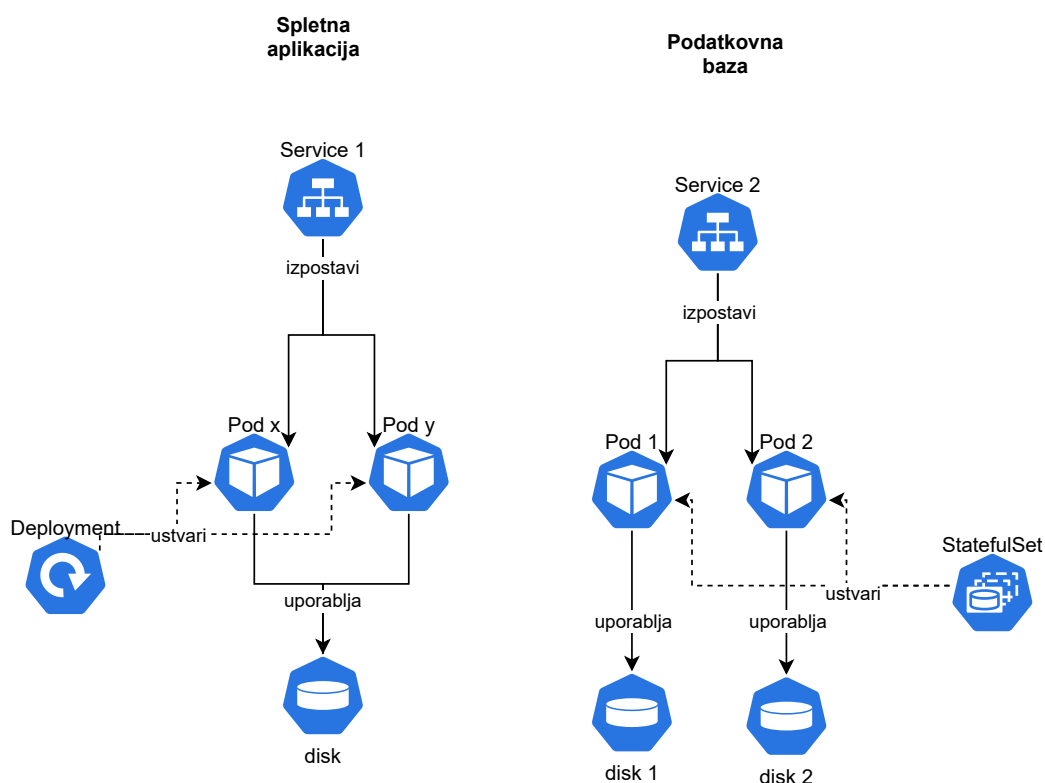 Spletna
aplikacija
Podatkovna
baza
Service 1
izpostavi
Service 2
izpostavi
Pod x
Pod y
Deployment
ustvari
uporablja
disk
Pod 1
Pod 2
StatefulSet
ustvari
uporablja
uporablja
disk 1
disk 2